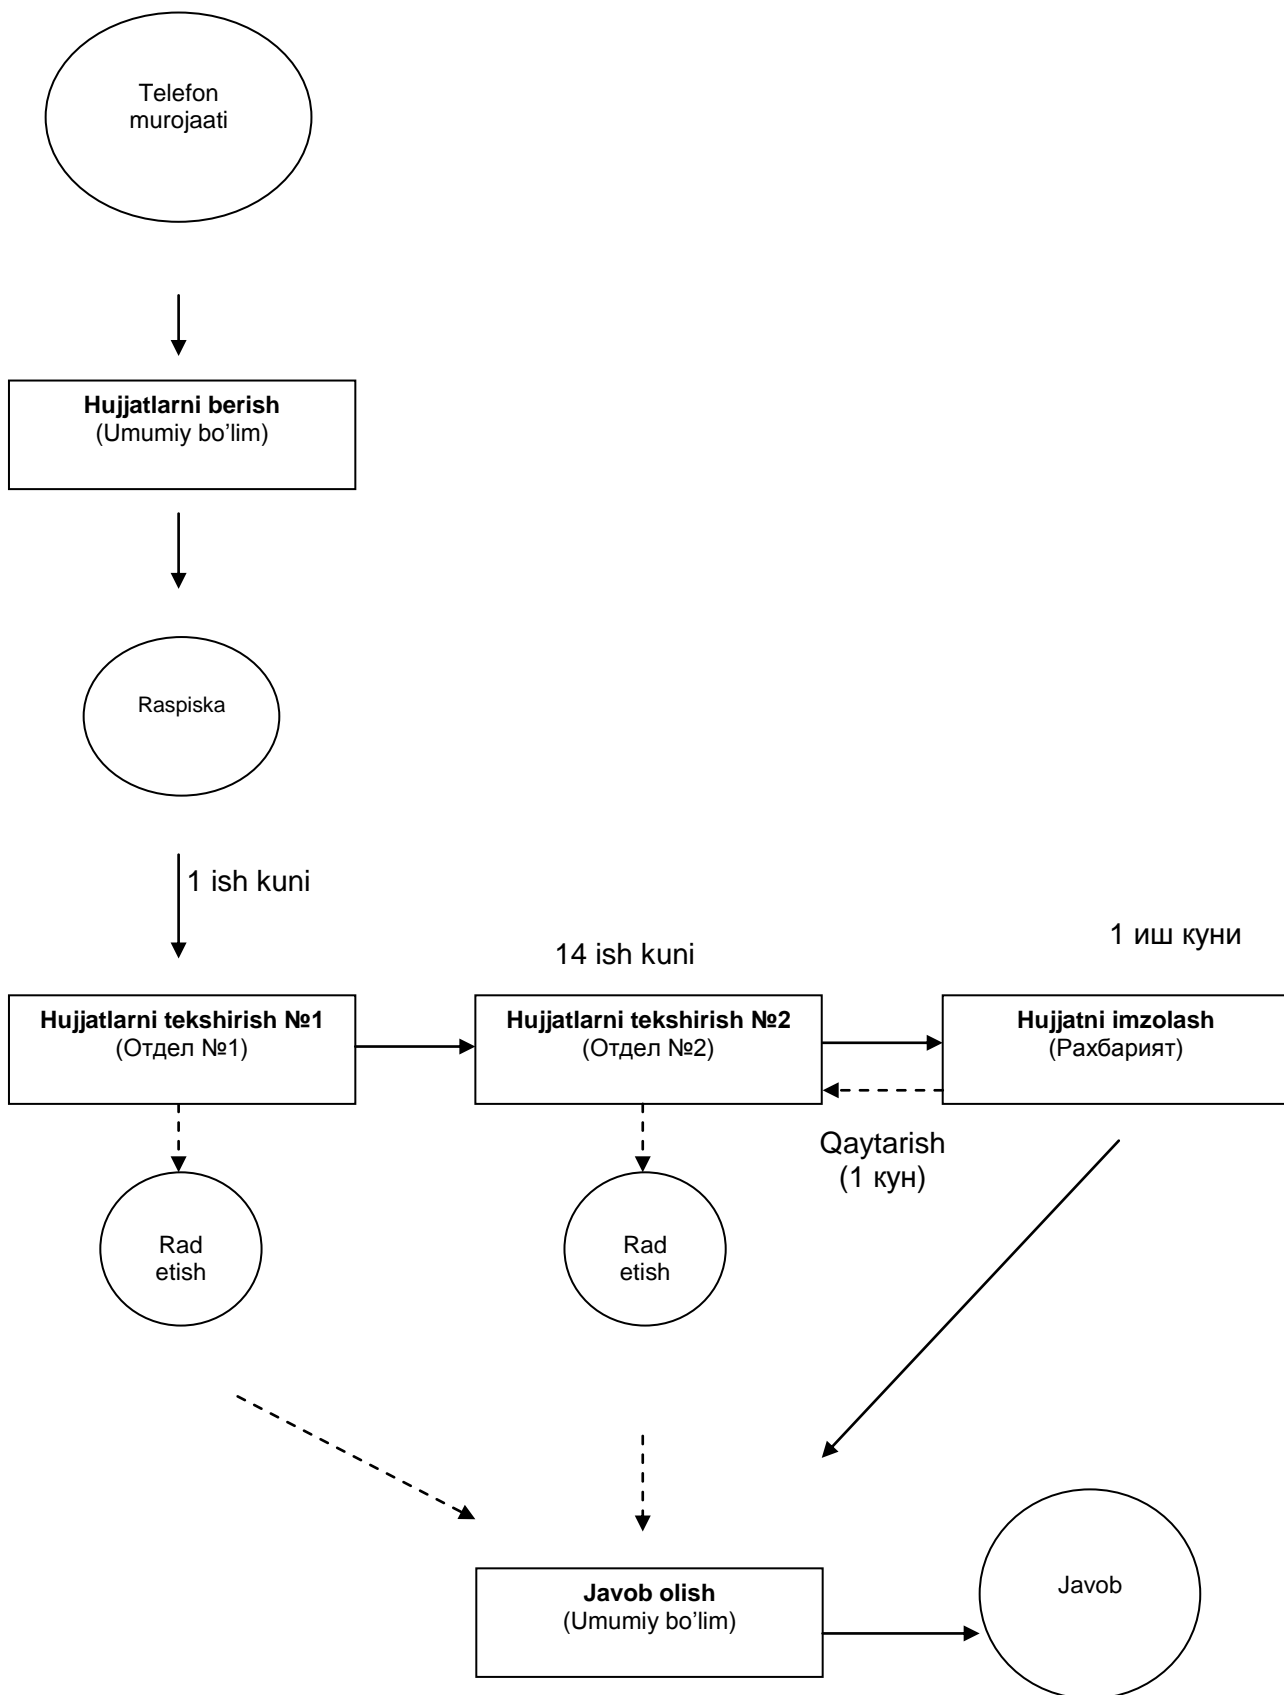 Telefon
murojaati
Hujjatlarni berish
(Umumiy bo’lim)
Raspiska
1 ish kuni
14 ish kuni
1 иш куни
Hujjatlarni tekshirish №1
(Отдел №1)
Hujjatlarni tekshirish №2
(Отдел №2)
Hujjatni imzolash
(Рахбарият)
Qaytarish
(1 кун)
Rad
etish
Rad
etish
Javob olish
(Umumiy bo’lim)
Javob